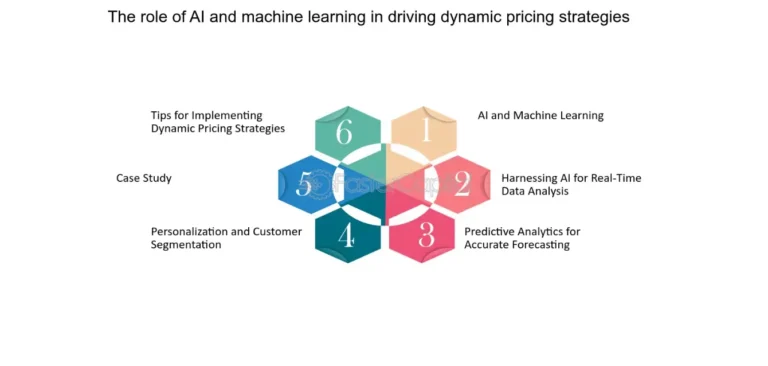 The role of AI and machine learning in driving dynamic pricing strategies
1
AI and Machine Learning
2
Harnessing AI for Real-Time
Data Analysis
3
Predictive Analytics for
Accurate Forecasting
4
Personalization and Customer
Segmentation
5
Case Study
6
Tips for Implementing
Dynamic Pricing Strategies